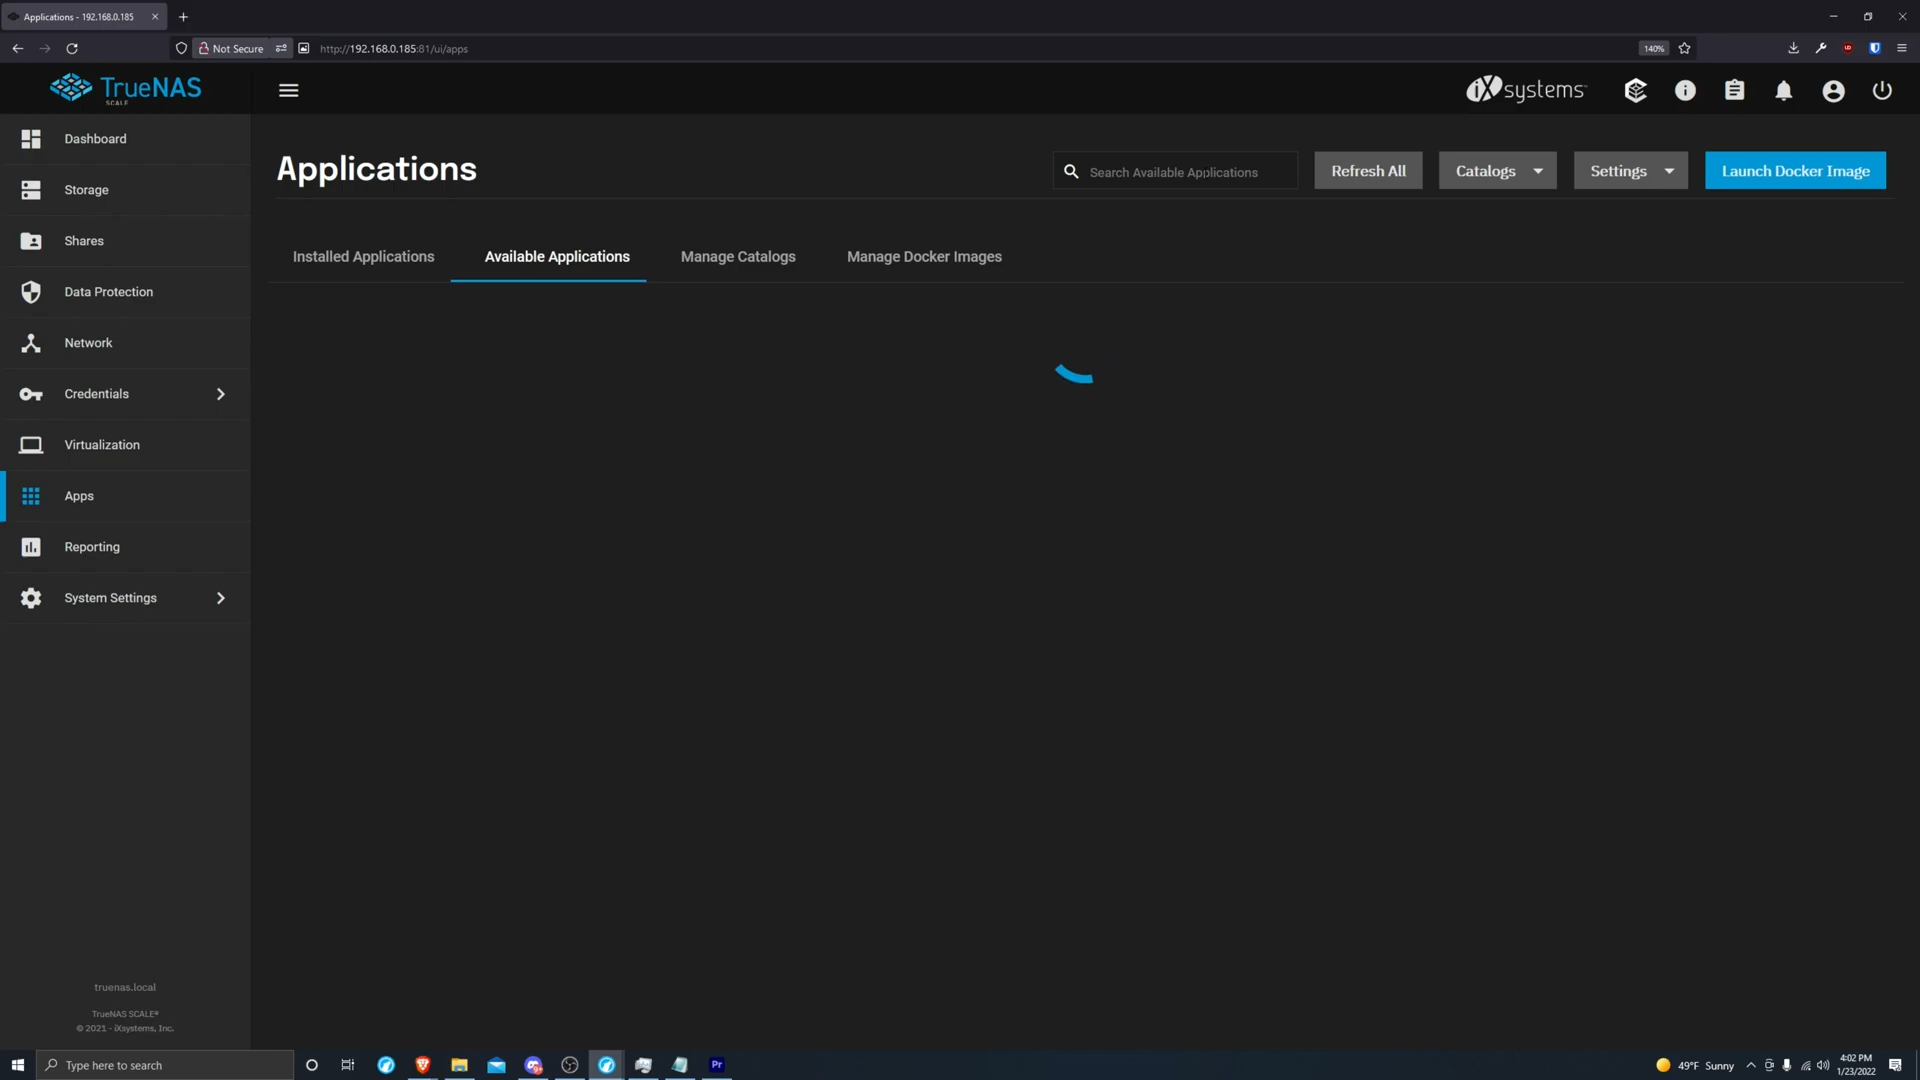 Applications - 192.168.0.185
Not Secure
http://192.168.0.185:81/ui/apps
140%
TrueNAS
SCALE
iXsystems
Dashboard
Storage
Shares
Data Protection
Network
Credentials
Virtualization
Apps
Reporting
System Settings
truenas.local
TrueNAS SCALE®
© 2021 - iXsystems, Inc.
Applications
Search Available Applications
Refresh All
Catalogs
Settings
Launch Docker Image
Installed Applications
Available Applications
Manage Catalogs
Manage Docker Images
Type here to search
Pr
49°F Sunny
4:02 PM
1/23/2022